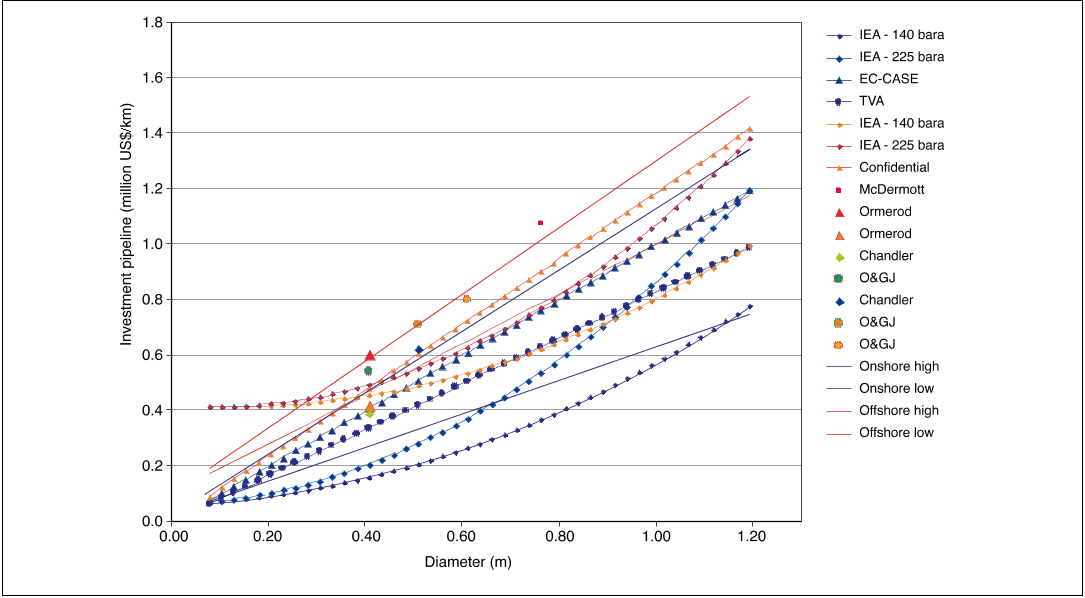 1.8
1.6
1.4
1.2
1.0
0.8
0.6
0.4
0.2
0.0
Investment pipeline (million US$/km)
0.00 0.20 0.40 0.60 0.80 1.00 1.20
Diameter (m)
IEA - 140 bara
IEA - 225 bara
EC-CASE
TVA
IEA - 140 bara
IEA - 225 bara
Confidential
McDermott
Ormerod
Ormerod
Chandler
O&GJ
Chandler
O&GJ
O&GJ
Onshore high
Onshore low
Offshore high
Offshore low